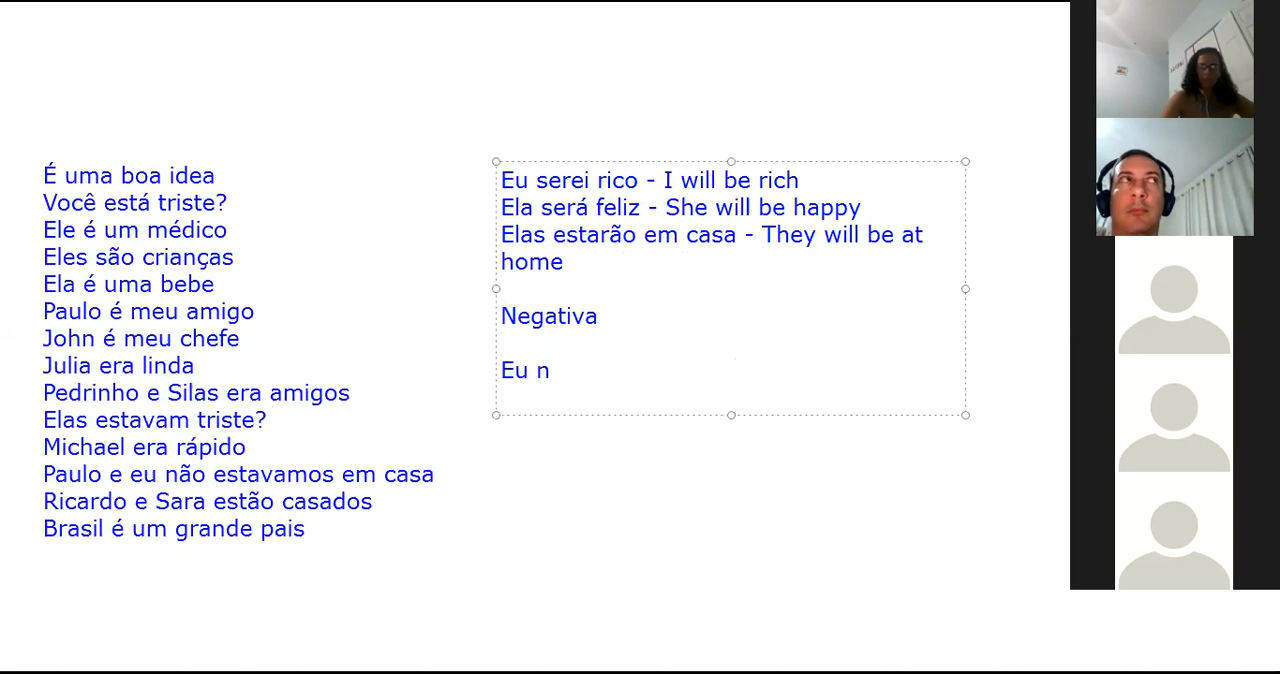 É uma boa idea
Você está triste?
Ele é um médico
Eles são crianças
Ela é uma bebe
Paulo é meu amigo
John é meu chefe
Julia era linda
Pedrinho e Silas era amigos
Elas estavam triste?
Michael era rápido
Paulo e eu não estavamos em casa
Ricardo e Sara estão casados
Brasil é um grande pais
Eu serei rico - I will be rich
Ela será feliz - She will be happy
Elas estarão em casa - They will be at
home
Negativa
Eu n